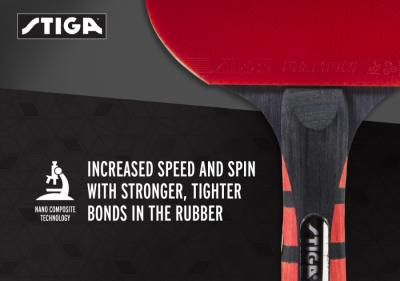 STIGA
INCREASED SPEED AND SPIN
WITH STRONGER, TIGHTER
BONDS IN THE RUBBER
NANO COMPOSITE
TECHNOLOGY
STIGA